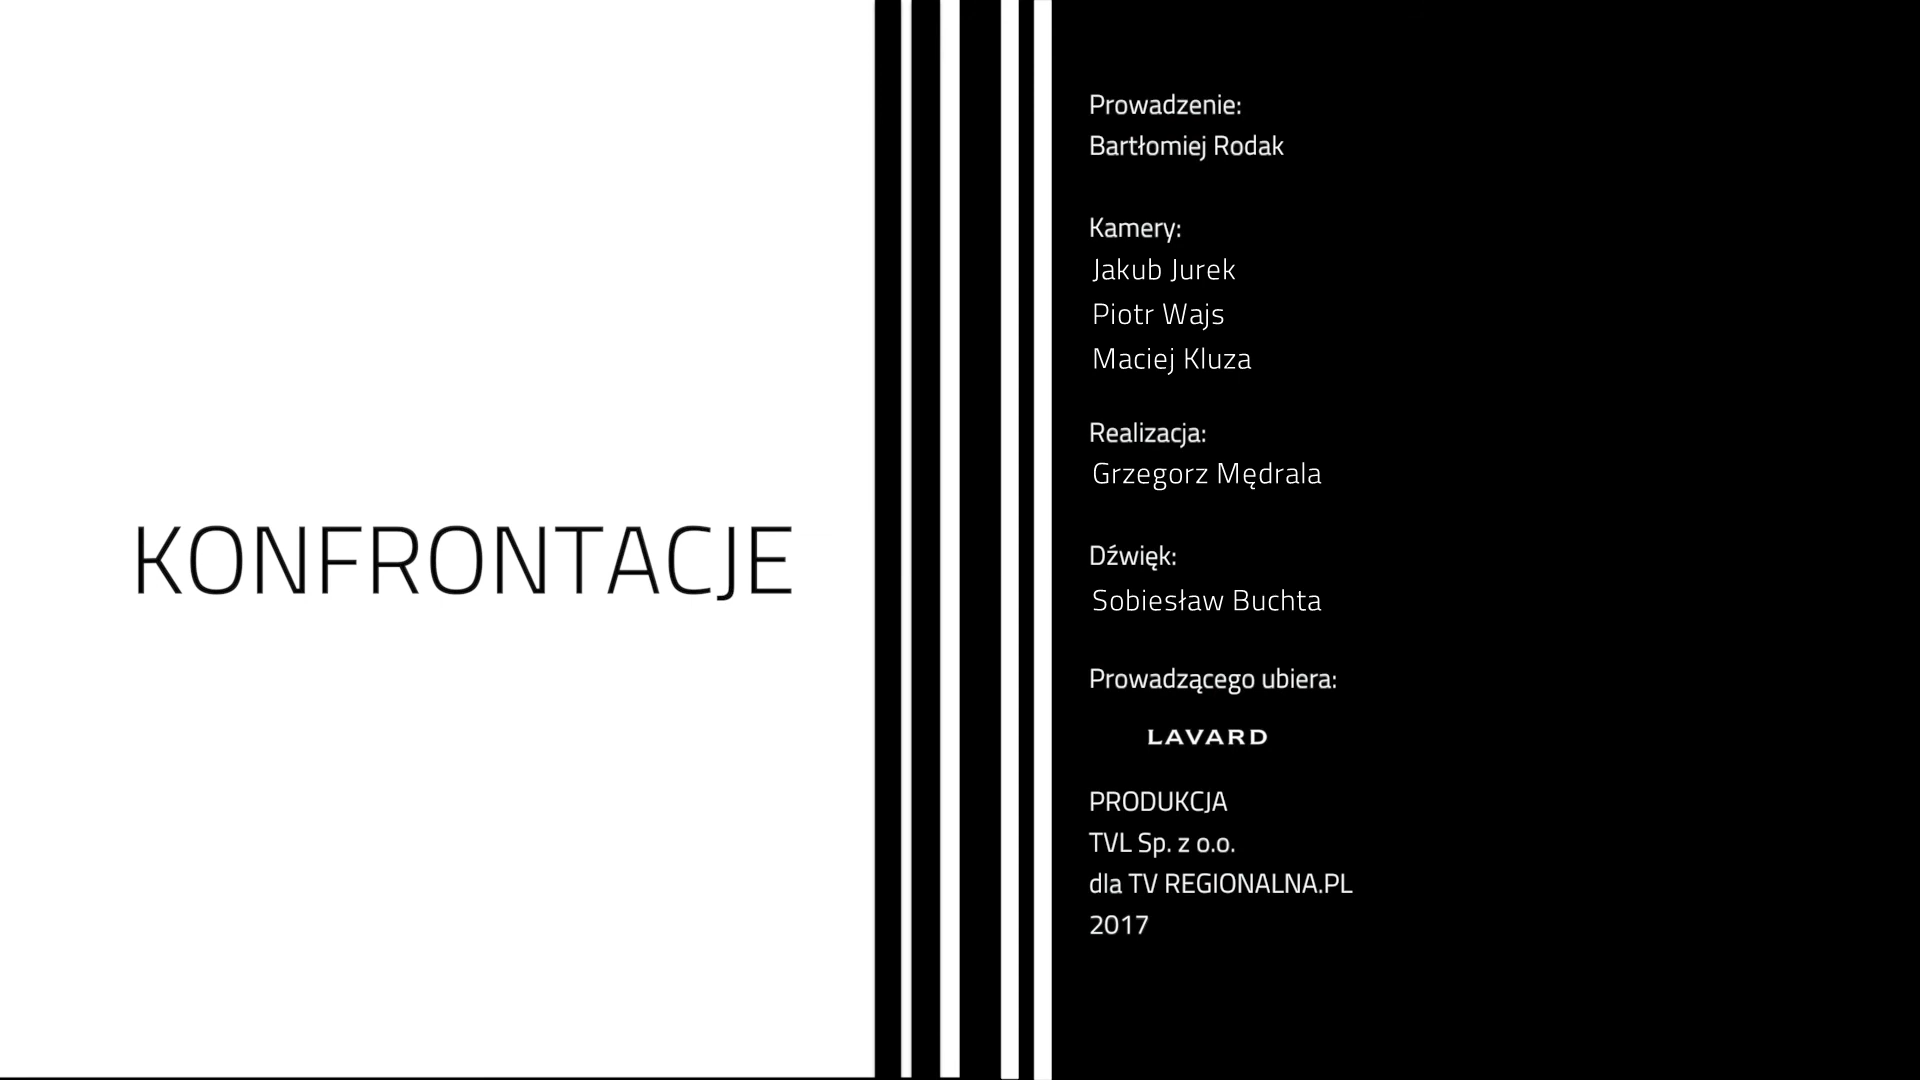 KONFRONTACJE
Prowadzenie:
Bartłomiej Rodak
Kamery:
Jakub Jurek
Piotr Wajs
Maciej Kluza
Realizacja:
Grzegorz Mędrala
Dźwięk:
Sobiesław Buchta
Prowadzącego ubiera:
LAVARD
PRODUKCJA
TVL Sp. z o.o.
dla TV REGIONALNA.PL
2017